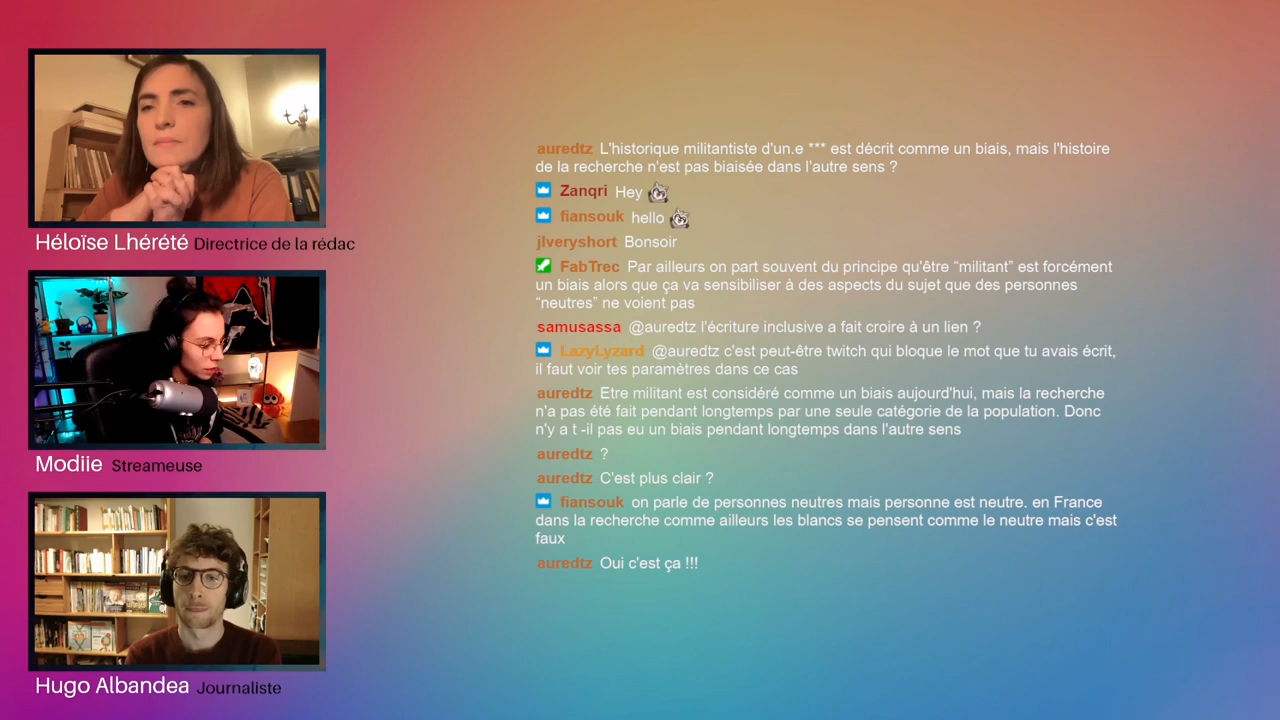 Héloïse Lhérété Directrice de la rédac
Modiie Streameuse
Hugo Albandea Journaliste
auredtz L'historique militantiste d'un.e *** est décrit comme un biais, mais l'histoire
de la recherche n'est pas biaisée dans l'autre sens ?
Zanqri Hey
fiansouk hello
jlveryshort Bonsoir
FabTrec Par ailleurs on part souvent du principe qu'être “militant” est forcément
un biais alors que ça va sensibiliser à des aspects du sujet que des personnes
“neutres” ne voient pas
samusassa @auredtz l'écriture inclusive a fait croire à un lien ?
LazyLyzard @auredtz c'est peut-être twitch qui bloque le mot que tu avais écrit,
il faut voir tes paramètres dans ce cas
auredtz Etre militant est considéré comme un biais aujourd'hui, mais la recherche
n'a pas été fait pendant longtemps par une seule catégorie de la population. Donc
n'y a t -il pas eu un biais pendant longtemps dans l'autre sens
auredtz ?
auredtz C'est plus clair ?
fiansouk on parle de personnes neutres mais personne est neutre. en France
dans la recherche comme ailleurs les blancs se pensent comme le neutre mais c'est
faux
auredtz Oui c'est ça !!!